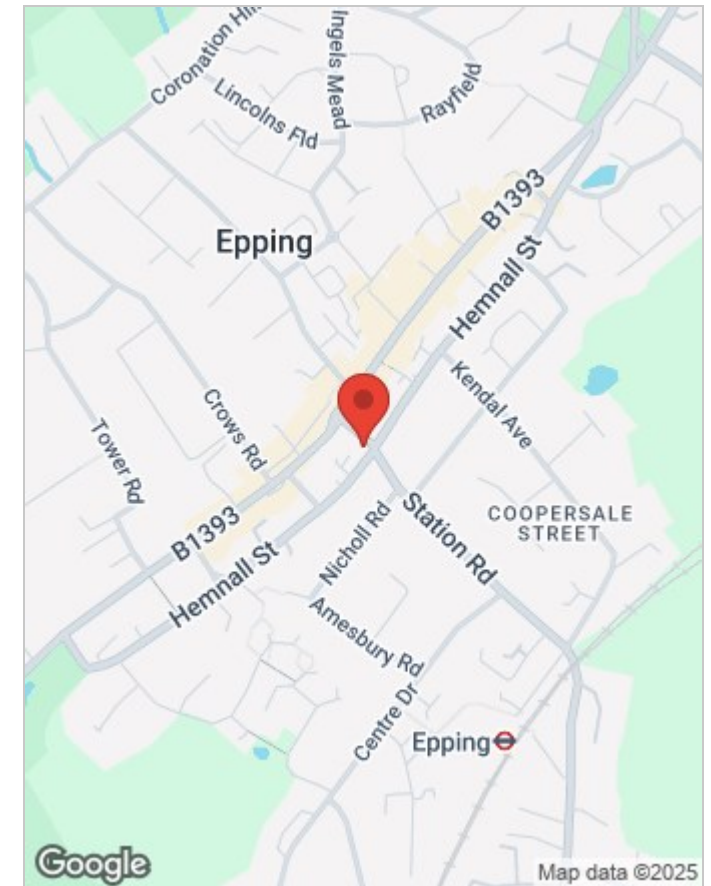 Coronation Hill
Ingels Mead
Lincolns Fld
Rayfield
B1393
Epping
Hemnall St
Kendal Ave
Crows Rd
Tower Rd
COOPERSALE
STREET
Station Rd
B1393
Nicholl Rd
Hemnall St
Amesbury Rd
Centre Dr
Epping
Google
Map data ©2025